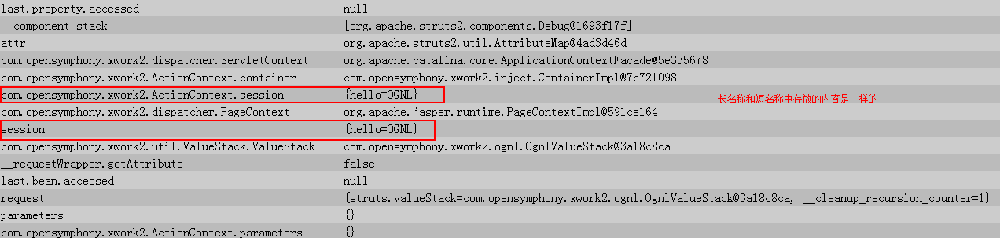 last.property.accessed null
__component_stack [org.apache.struts2.components.Debug@1693f17f]
attr org.apache.struts2.util.AttributeMap@4ad3d46d
com.opensymphony.xwork2.dispatcher.ServletContext org.apache.catalina.core.ApplicationContextFacade@5e335678
com.opensymphony.xwork2.ActionContext.container com.opensymphony.xwork2.inject.ContainerImpl@7c721098
com.opensymphony.xwork2.ActionContext.session {hello=OGNL} 长名称和短名称中存放的内容是一样的
com.opensymphony.xwork2.dispatcher.PageContext org.apache.jasper.runtime.PageContextImpl@591ce164
session {hello=OGNL}
com.opensymphony.xwork2.util.ValueStack.ValueStack com.opensymphony.xwork2.ognl.OgnlValueStack@3a18c8ca
__requestWrapper.getAttribute false
last.bean.accessed null
request {struts.valueStack=com.opensymphony.xwork2.ognl.OgnlValueStack@3a18c8ca, __cleanup_recursion_counter=1}
parameters {}
com.opensymphony.xwork2.ActionContext.parameters {}